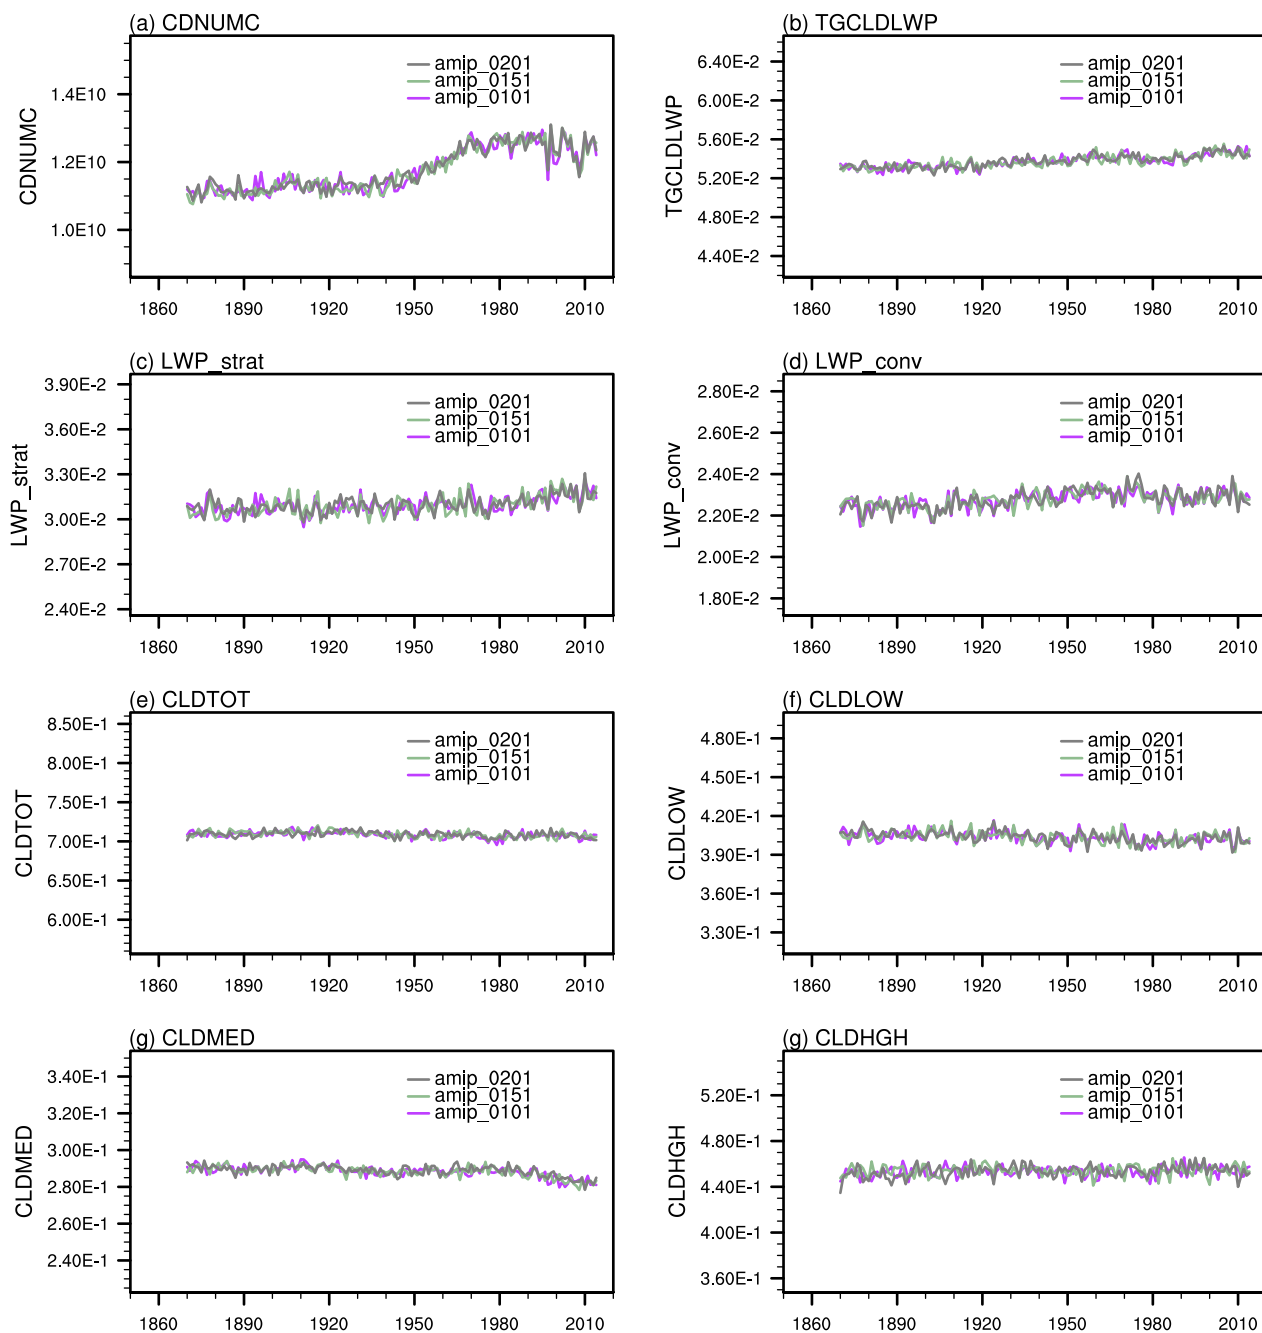 (a) CDNUMC
CDNUMC
1.4E10
1.2E10
1.0E10
amip_0201
amip_0151
amip_0101
1860 1890 1920 1950 1980 2010
(b) TGCLDLWP
TGCLDLWP
6.40E-2
6.00E-2
5.60E-2
5.20E-2
4.80E-2
4.40E-2
amip_0201
amip_0151
amip_0101
1860 1890 1920 1950 1980 2010
(c) LWP_strat
LWP_strat
3.90E-2
3.60E-2
3.30E-2
3.00E-2
2.70E-2
2.40E-2
amip_0201
amip_0151
amip_0101
1860 1890 1920 1950 1980 2010
(d) LWP_conv
LWP_conv
2.80E-2
2.60E-2
2.40E-2
2.20E-2
2.00E-2
1.80E-2
amip_0201
amip_0151
amip_0101
1860 1890 1920 1950 1980 2010
(e) CLDTOT
CLDTOT
8.50E-1
8.00E-1
7.50E-1
7.00E-1
6.50E-1
6.00E-1
amip_0201
amip_0151
amip_0101
1860 1890 1920 1950 1980 2010
(f) CLDLOW
CLDLOW
4.80E-1
4.50E-1
4.20E-1
3.90E-1
3.60E-1
3.30E-1
amip_0201
amip_0151
amip_0101
1860 1890 1920 1950 1980 2010
(g) CLDMED
CLDMED
3.40E-1
3.20E-1
3.00E-1
2.80E-1
2.60E-1
2.40E-1
amip_0201
amip_0151
amip_0101
1860 1890 1920 1950 1980 2010
(g) CLDHGH
CLDHGH
5.20E-1
4.80E-1
4.40E-1
4.00E-1
3.60E-1
amip_0201
amip_0151
amip_0101
1860 1890 1920 1950 1980 2010